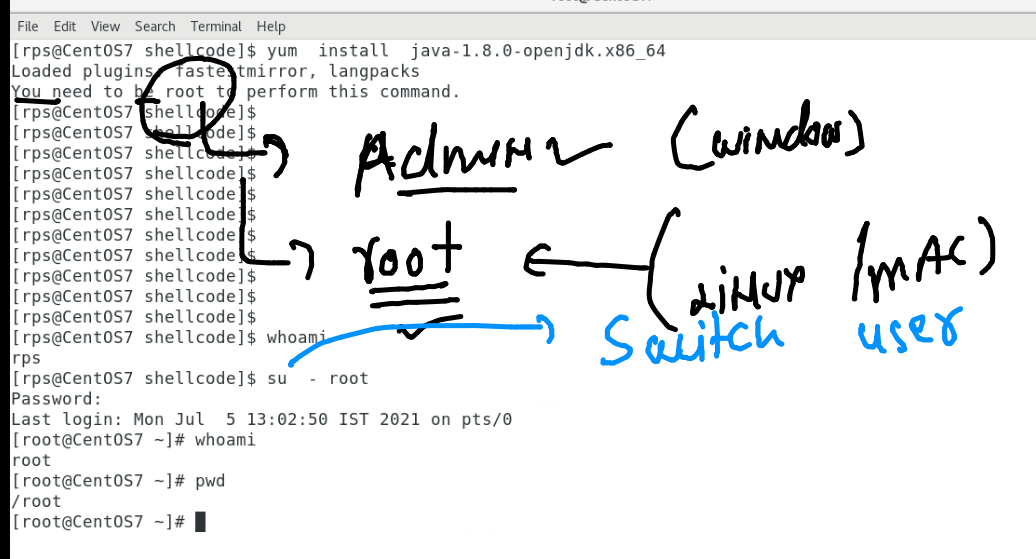 File Edit View Search Terminal Help
[rps@CentOS7 shellcode]$ yum  install  java-1.8.0-openjdk.x86_64
Loaded plugins: fastestmirror, langpacks
You need to be root to perform this command.
[rps@CentOS7 shellcode]$
[rps@CentOS7 shellcode]$
[rps@CentOS7 shellcode]$
[rps@CentOS7 shellcode]$
Admin (window)
[rps@CentOS7 shellcode]$
[rps@CentOS7 shellcode]$
[rps@CentOS7 shellcode]$
[rps@CentOS7 shellcode]$
root (Linux /MAC)
[rps@CentOS7 shellcode]$
[rps@CentOS7 shellcode]$
[rps@CentOS7 shellcode]$
[rps@CentOS7 shellcode]$ whoami
Switch user
rps
[rps@CentOS7 shellcode]$ su  - root
Password:
Last login: Mon Jul  5 13:02:50 IST 2021 on pts/0
[root@CentOS7 ~]# whoami
root
[root@CentOS7 ~]# pwd
/root
[root@CentOS7 ~]#